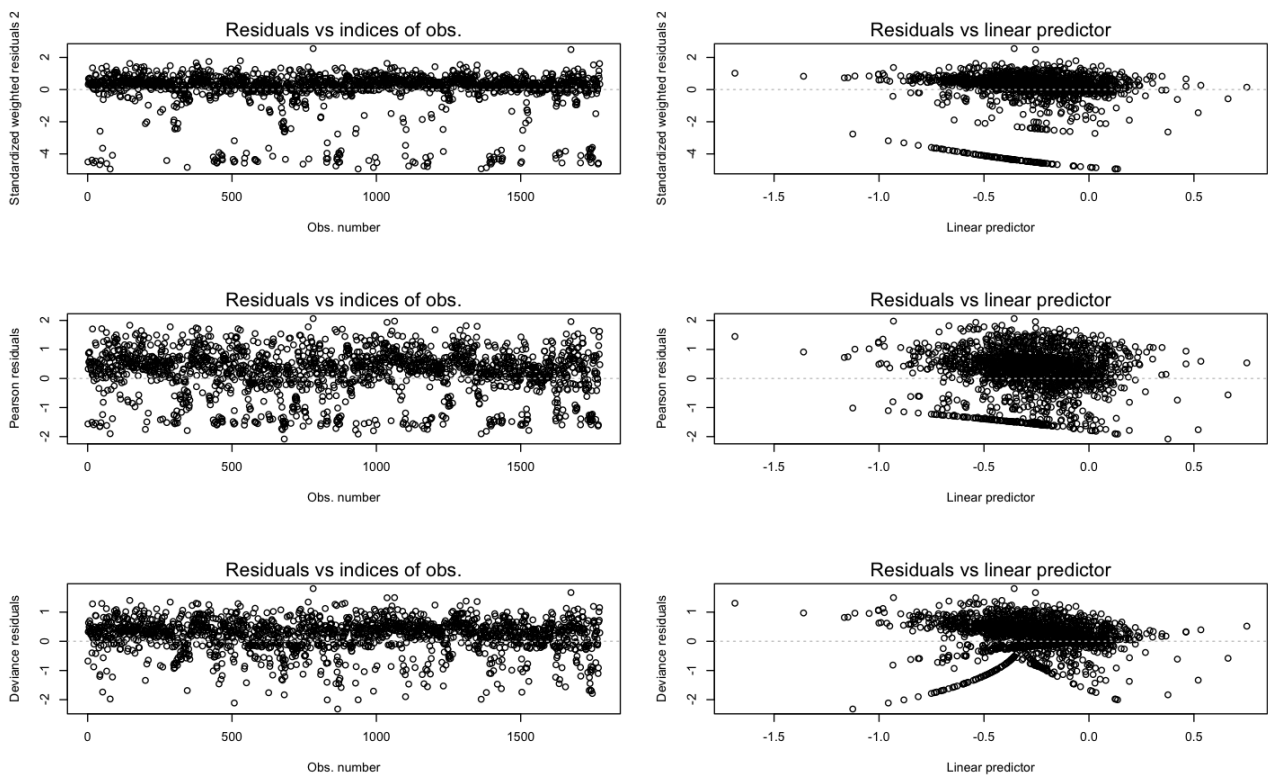 Residuals vs indices of obs.
Standardized weighted residuals 2
2
0
-2
-4
0
500
1000
1500
Obs. number
Residuals vs linear predictor
Standardized weighted residuals 2
2
0
-2
-4
-1.5
-1.0
-0.5
0.0
0.5
Linear predictor
Residuals vs indices of obs.
Pearson residuals
2
1
0
-1
-2
0
500
1000
1500
Obs. number
Residuals vs linear predictor
Pearson residuals
2
1
0
-1
-2
-1.5
-1.0
-0.5
0.0
0.5
Linear predictor
Residuals vs indices of obs.
Deviance residuals
1
0
-1
-2
0
500
1000
1500
Obs. number
Residuals vs linear predictor
Deviance residuals
1
0
-1
-2
-1.5
-1.0
-0.5
0.0
0.5
Linear predictor